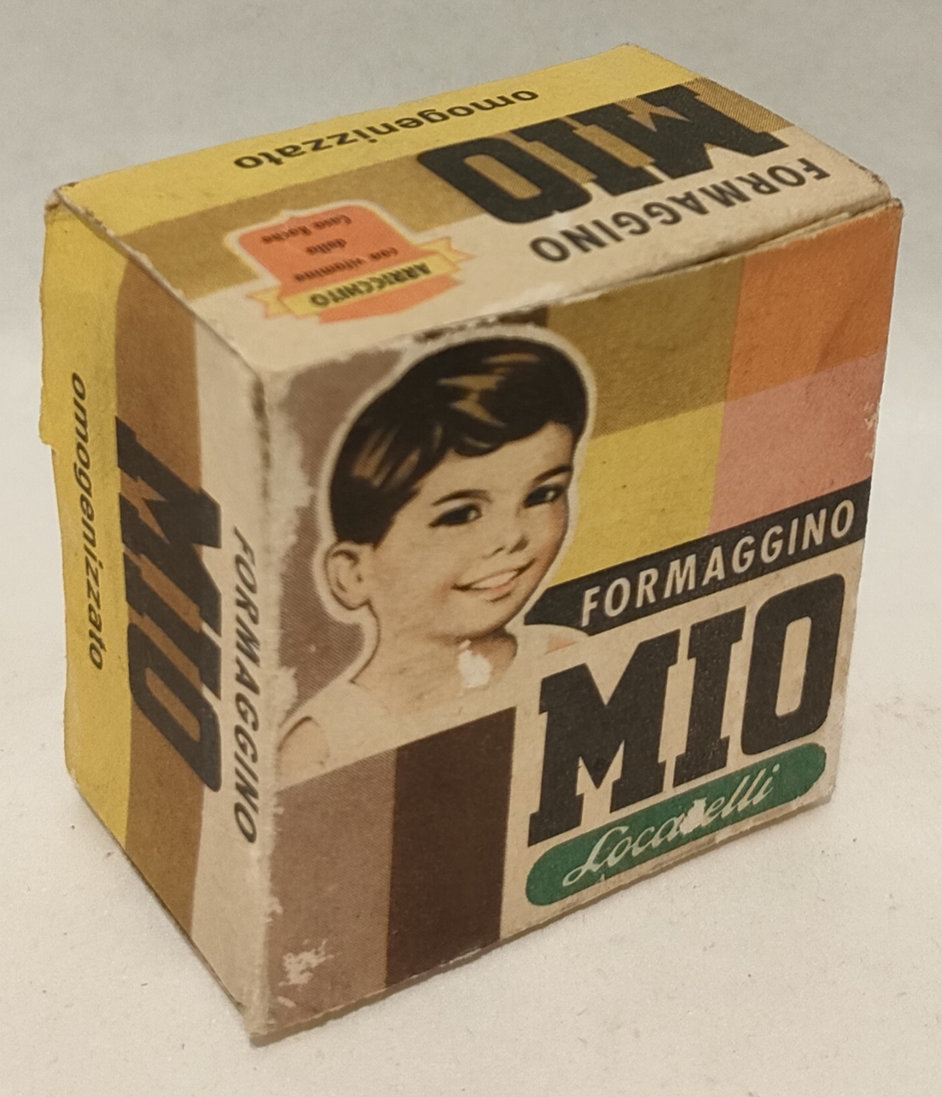 omogenizzato
MIO
FORMAGGINO
ARRICCHITO
con vitamine
della
Casa Roche
omogenizzato
MIO
FORMAGGINO
FORMAGGINO
MIO
Locatelli